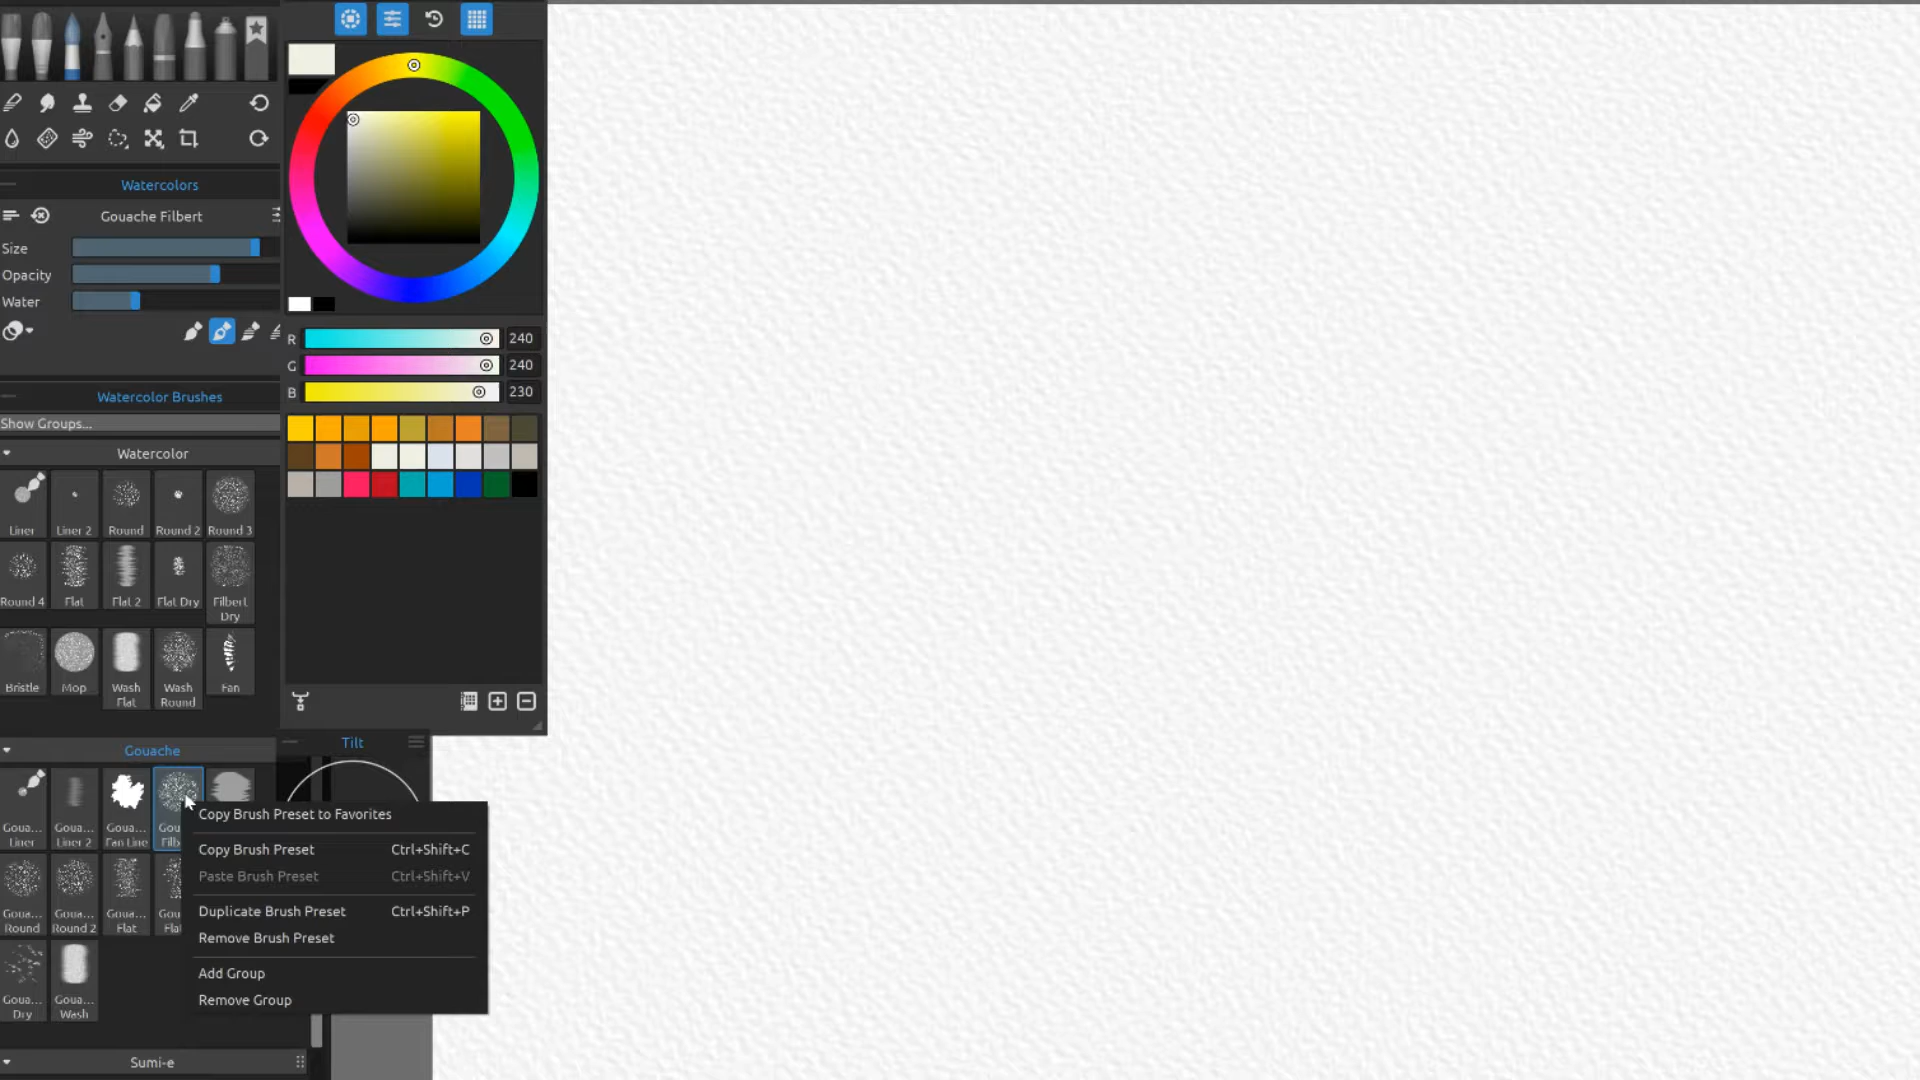 Watercolors
Gouache Filbert
Size
Opacity
Water
R 240
G 240
B 230
Watercolor Brushes
Show Groups...
Watercolor
Liner
Liner 2
Round
Round 2
Round 3
Round 4
Flat
Flat 2
Flat Dry
Filbert Dry
Bristle
Mop
Wash Flat
Wash Round
Fan
Gouache
Tilt
Goua... Liner
Goua... Liner 2
Goua... Fan Line
Gou Filb
Goua... Round
Goua... Round 2
Goua... Flat
Gou Fla
Goua... Dry
Goua... Wash
Copy Brush Preset to Favorites
Copy Brush Preset Ctrl+Shift+C
Paste Brush Preset Ctrl+Shift+V
Duplicate Brush Preset Ctrl+Shift+P
Remove Brush Preset
Add Group
Remove Group
Sumi-e